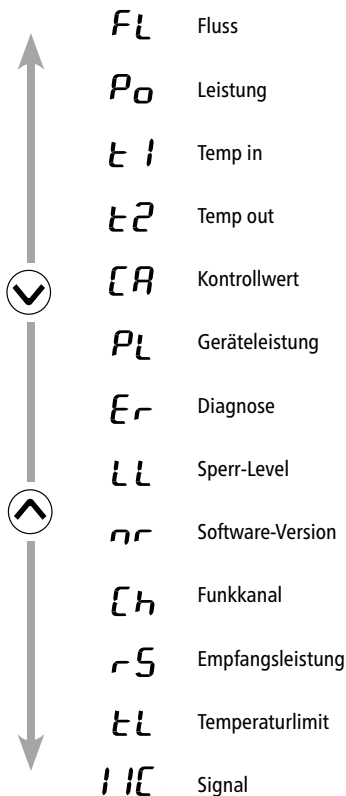 FL Fluss
Po Leistung
t1 Temp in
t2 Temp out
CA Kontrollwert
PL Geräteleistung
Er Diagnose
LL Sperr-Level
nr Software-Version
Ch Funkkanal
rS Empfangsleistung
tL Temperaturlimit
11C Signal